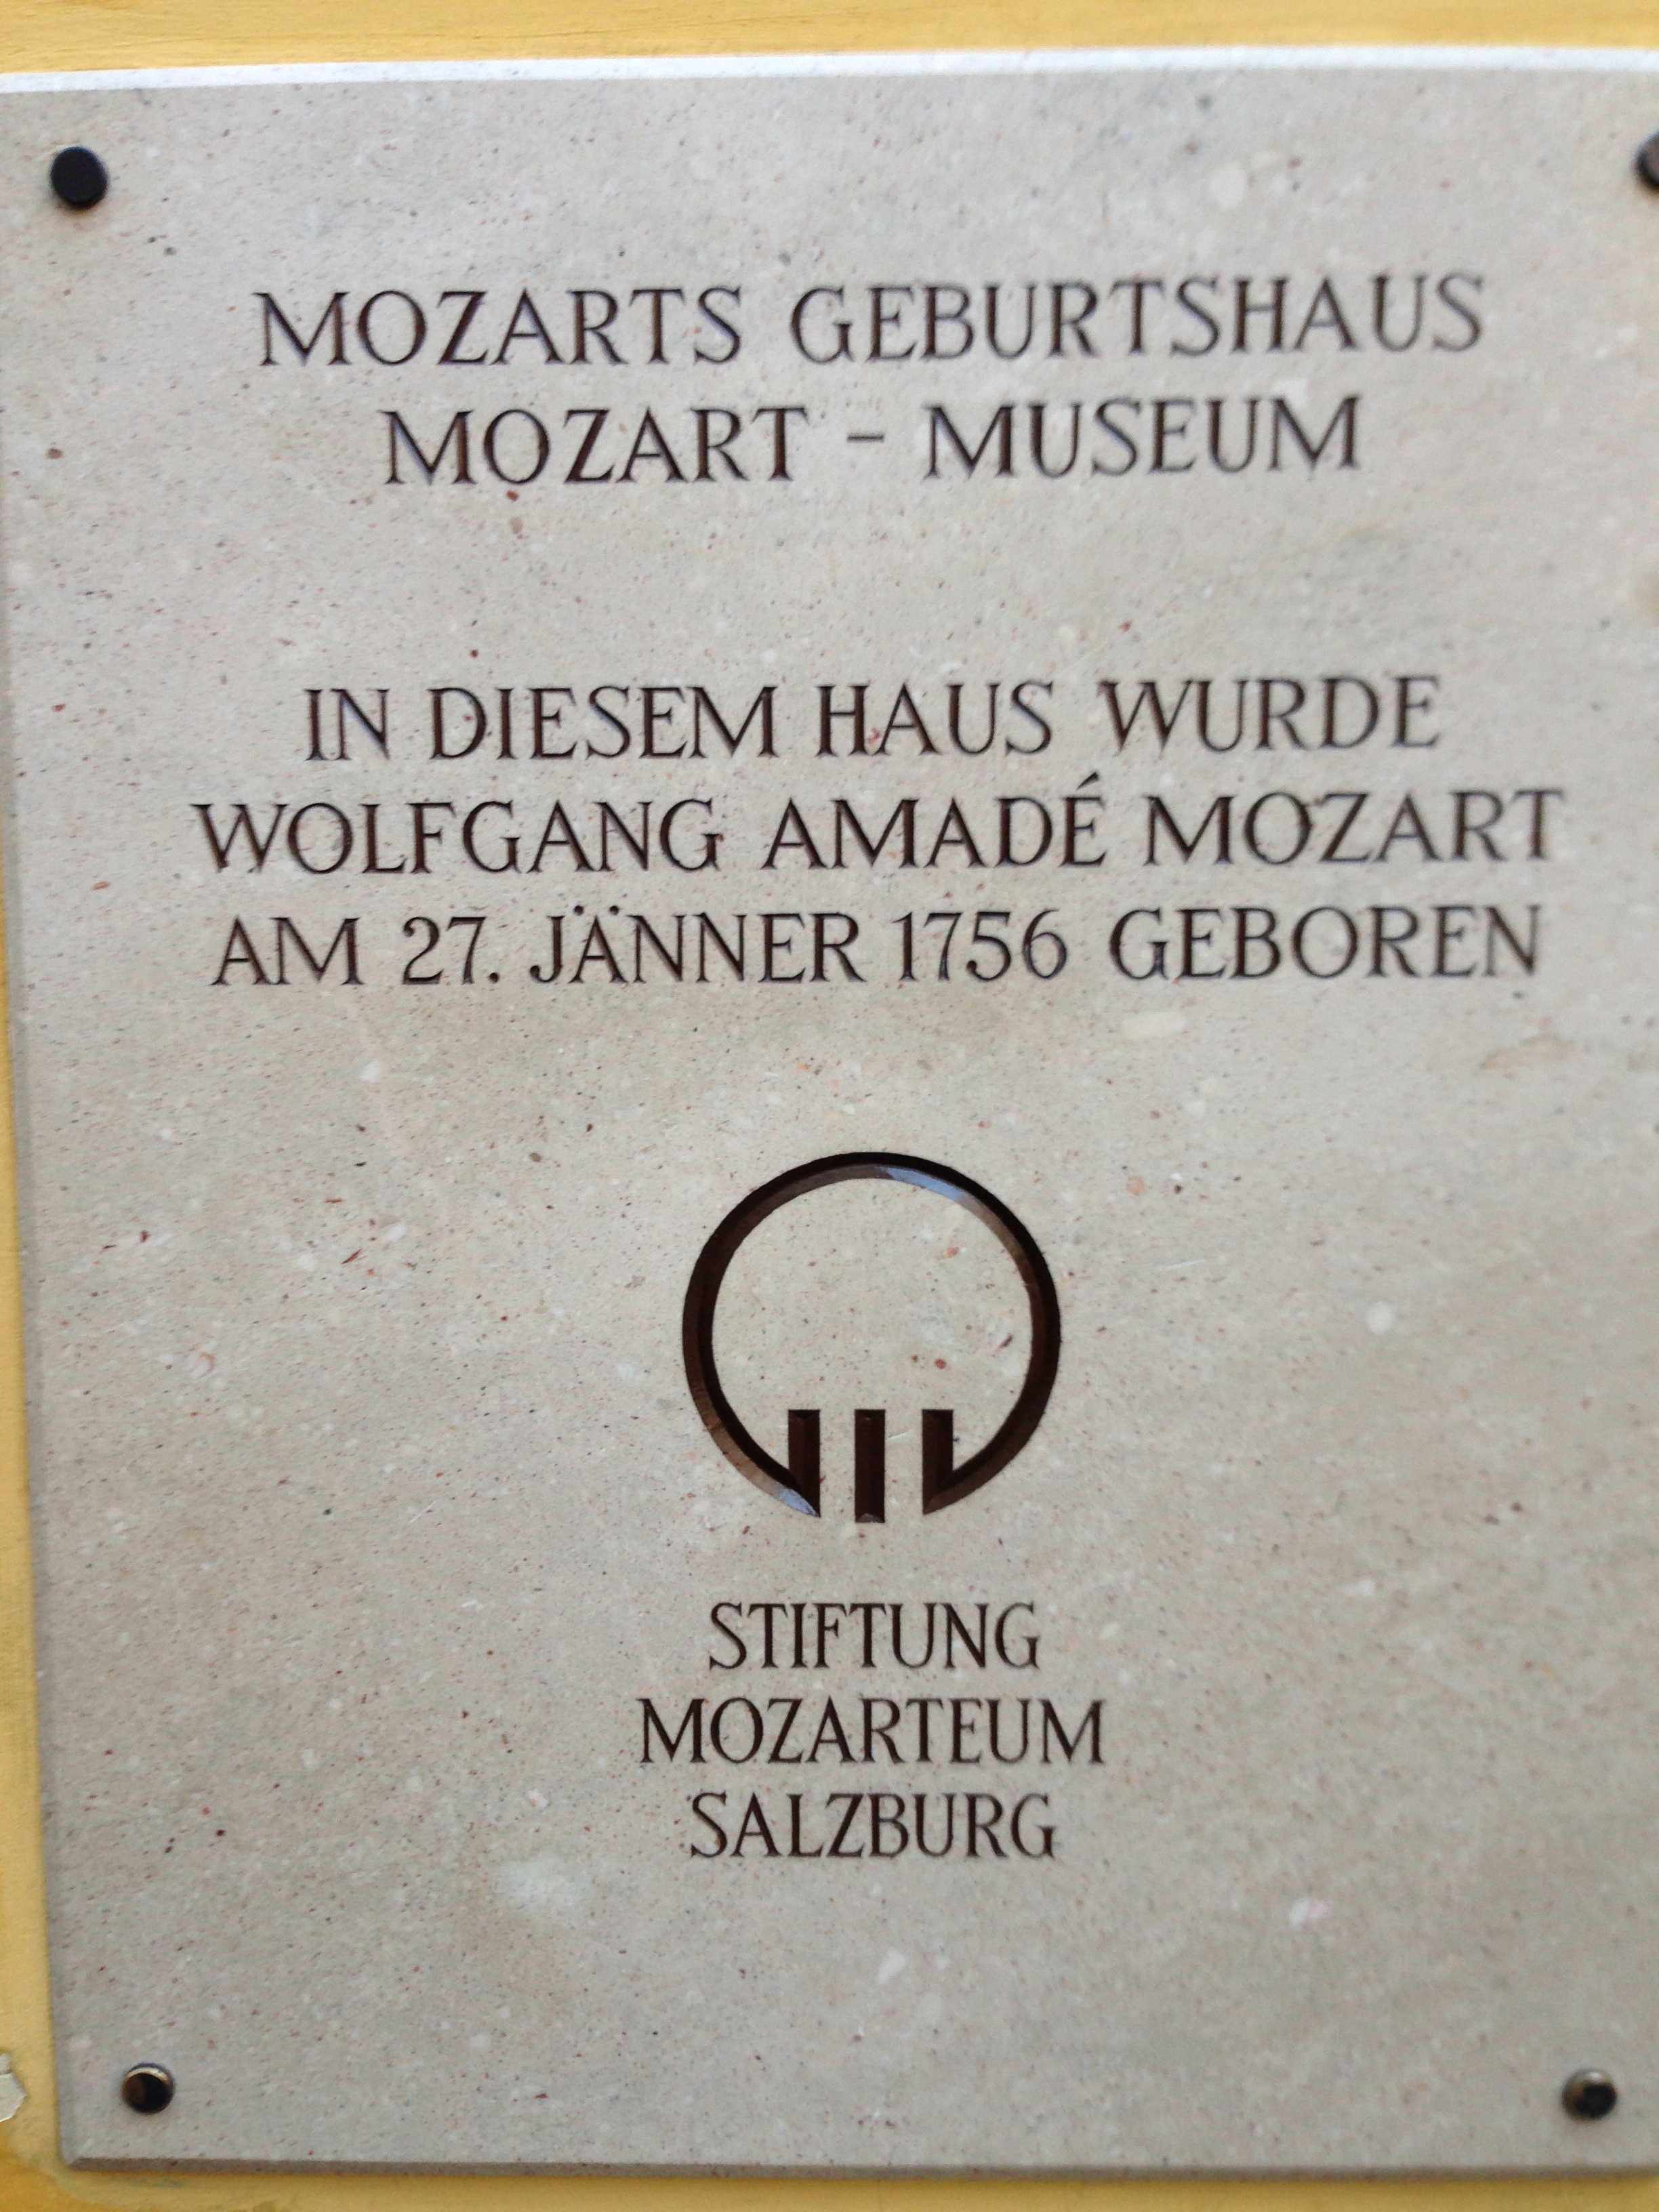 MOZARTS GEBURTSHAUS
MOZART - MUSEUM
IN DIESEM HAUS WURDE
WOLFGANG AMADÉ MOZART
AM 27. JÄNNER 1756 GEBOREN
STIFTUNG
MOZARTEUM
SALZBURG